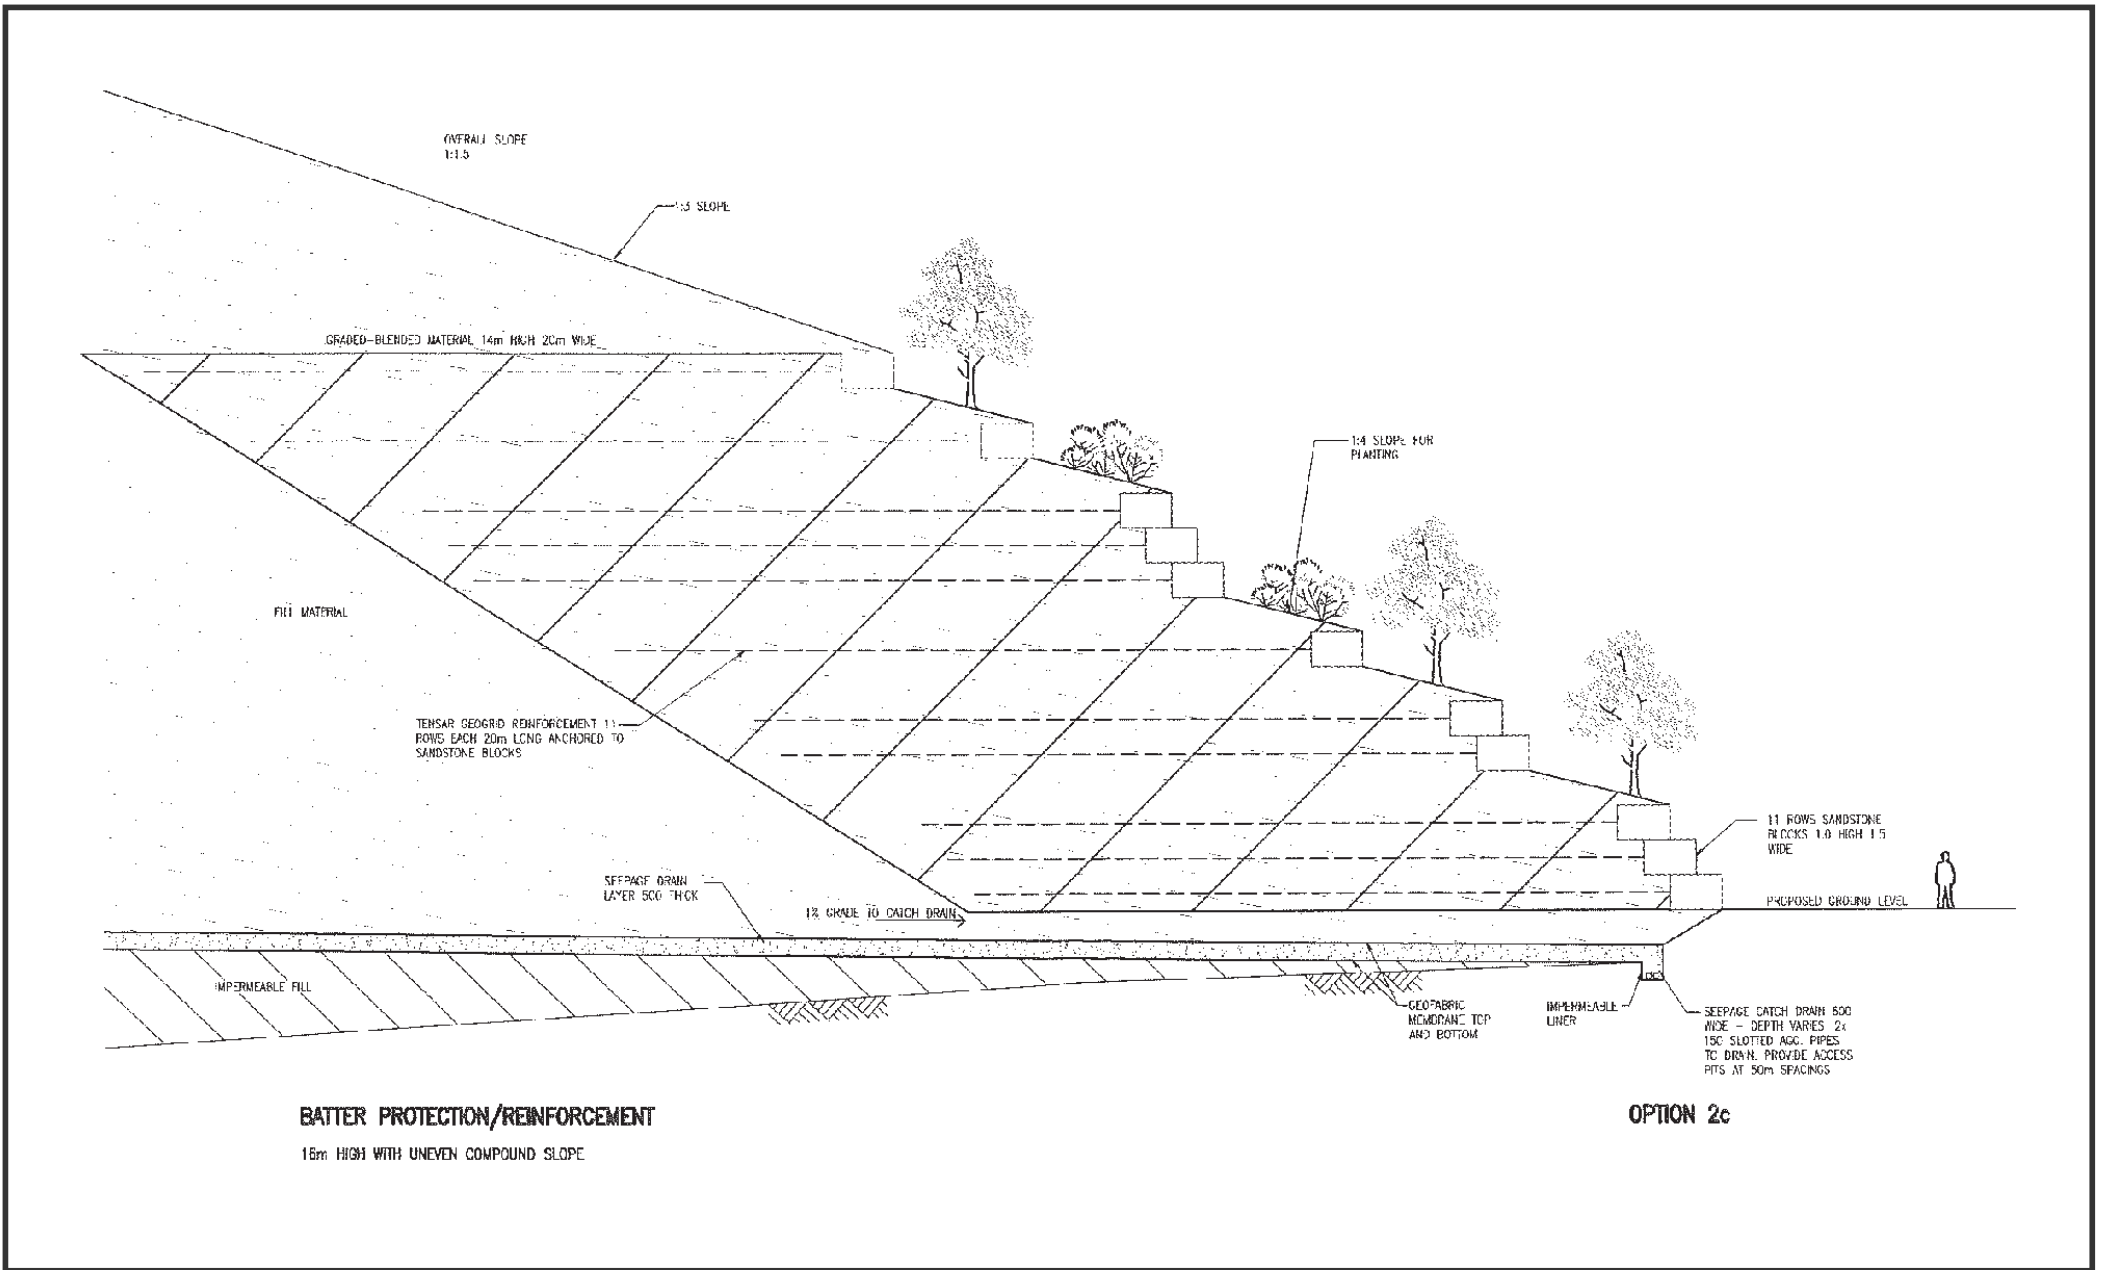 OVERALL SLOPE
1:1.5
1:3 SLOPE
GRADED-BLENDED MATERIAL 14m HIGH 20m WIDE
1:4 SLOPE FOR
PLANTING
FILL MATERIAL
TENSAR GEOGRID REINFORCEMENT 11
ROWS EACH 20m LONG ANCHORED TO
SANDSTONE BLOCKS
11 ROWS SANDSTONE
BLOCKS 1.0 HIGH 1.5
WIDE
SEEPAGE DRAIN
LAYER 500 THICK
1% GRADE TO CATCH DRAIN
PROPOSED GROUND LEVEL
IMPERMEABLE FILL
GEOFABRIC
MEMBRANE TOP
AND BOTTOM
IMPERMEABLE
LINER
SEEPAGE CATCH DRAIN 600
WIDE - DEPTH VARIES 2x
150 SLOTTED AGG. PIPES
TO DRAIN. PROVIDE ACCESS
PITS AT 50m SPACINGS
BATTER PROTECTION/REINFORCEMENT
OPTION 2c
HIGH WITH UNEVEN COMPOUND SLOPE